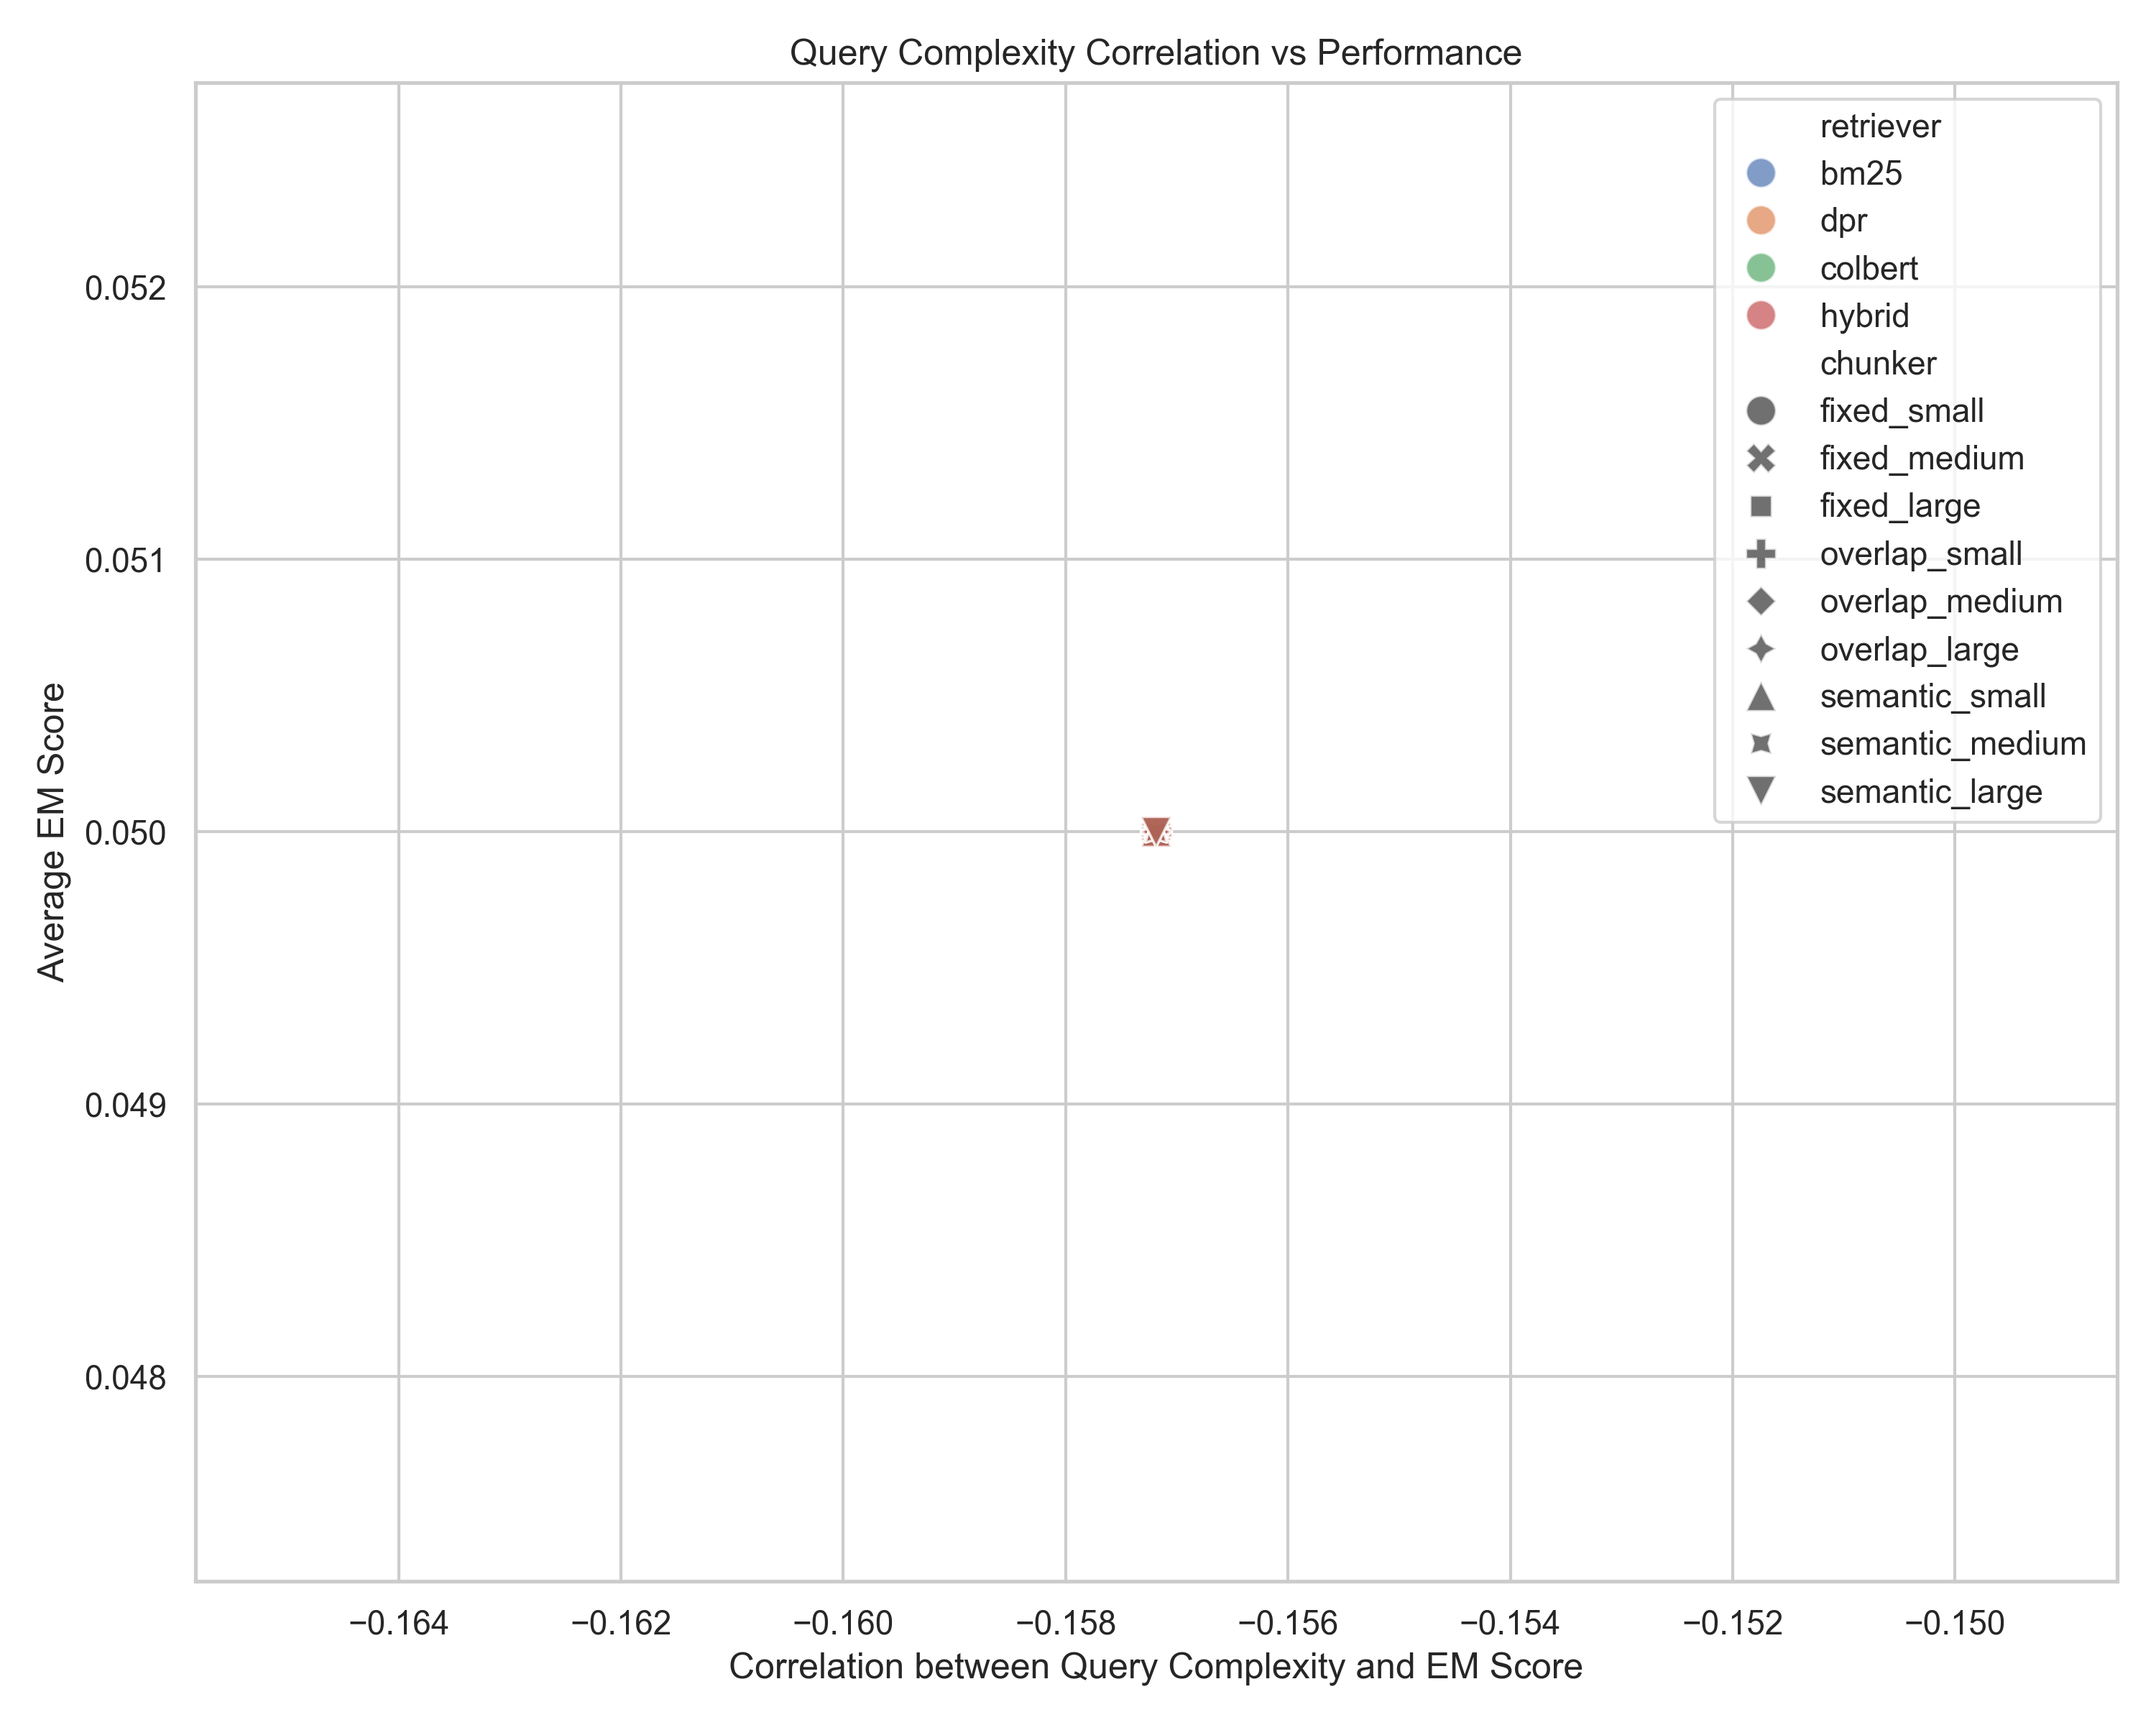 Query Complexity Correlation vs Performance
retriever
bm25
dpr
colbert
hybrid
chunker
fixed_small
fixed_medium
fixed_large
overlap_small
overlap_medium
overlap_large
semantic_small
semantic_medium
semantic_large
Average EM Score
0.052
0.051
0.050
0.049
0.048
−0.164 −0.162 −0.160 −0.158 −0.156 −0.154 −0.152 −0.150
Correlation between Query Complexity and EM Score